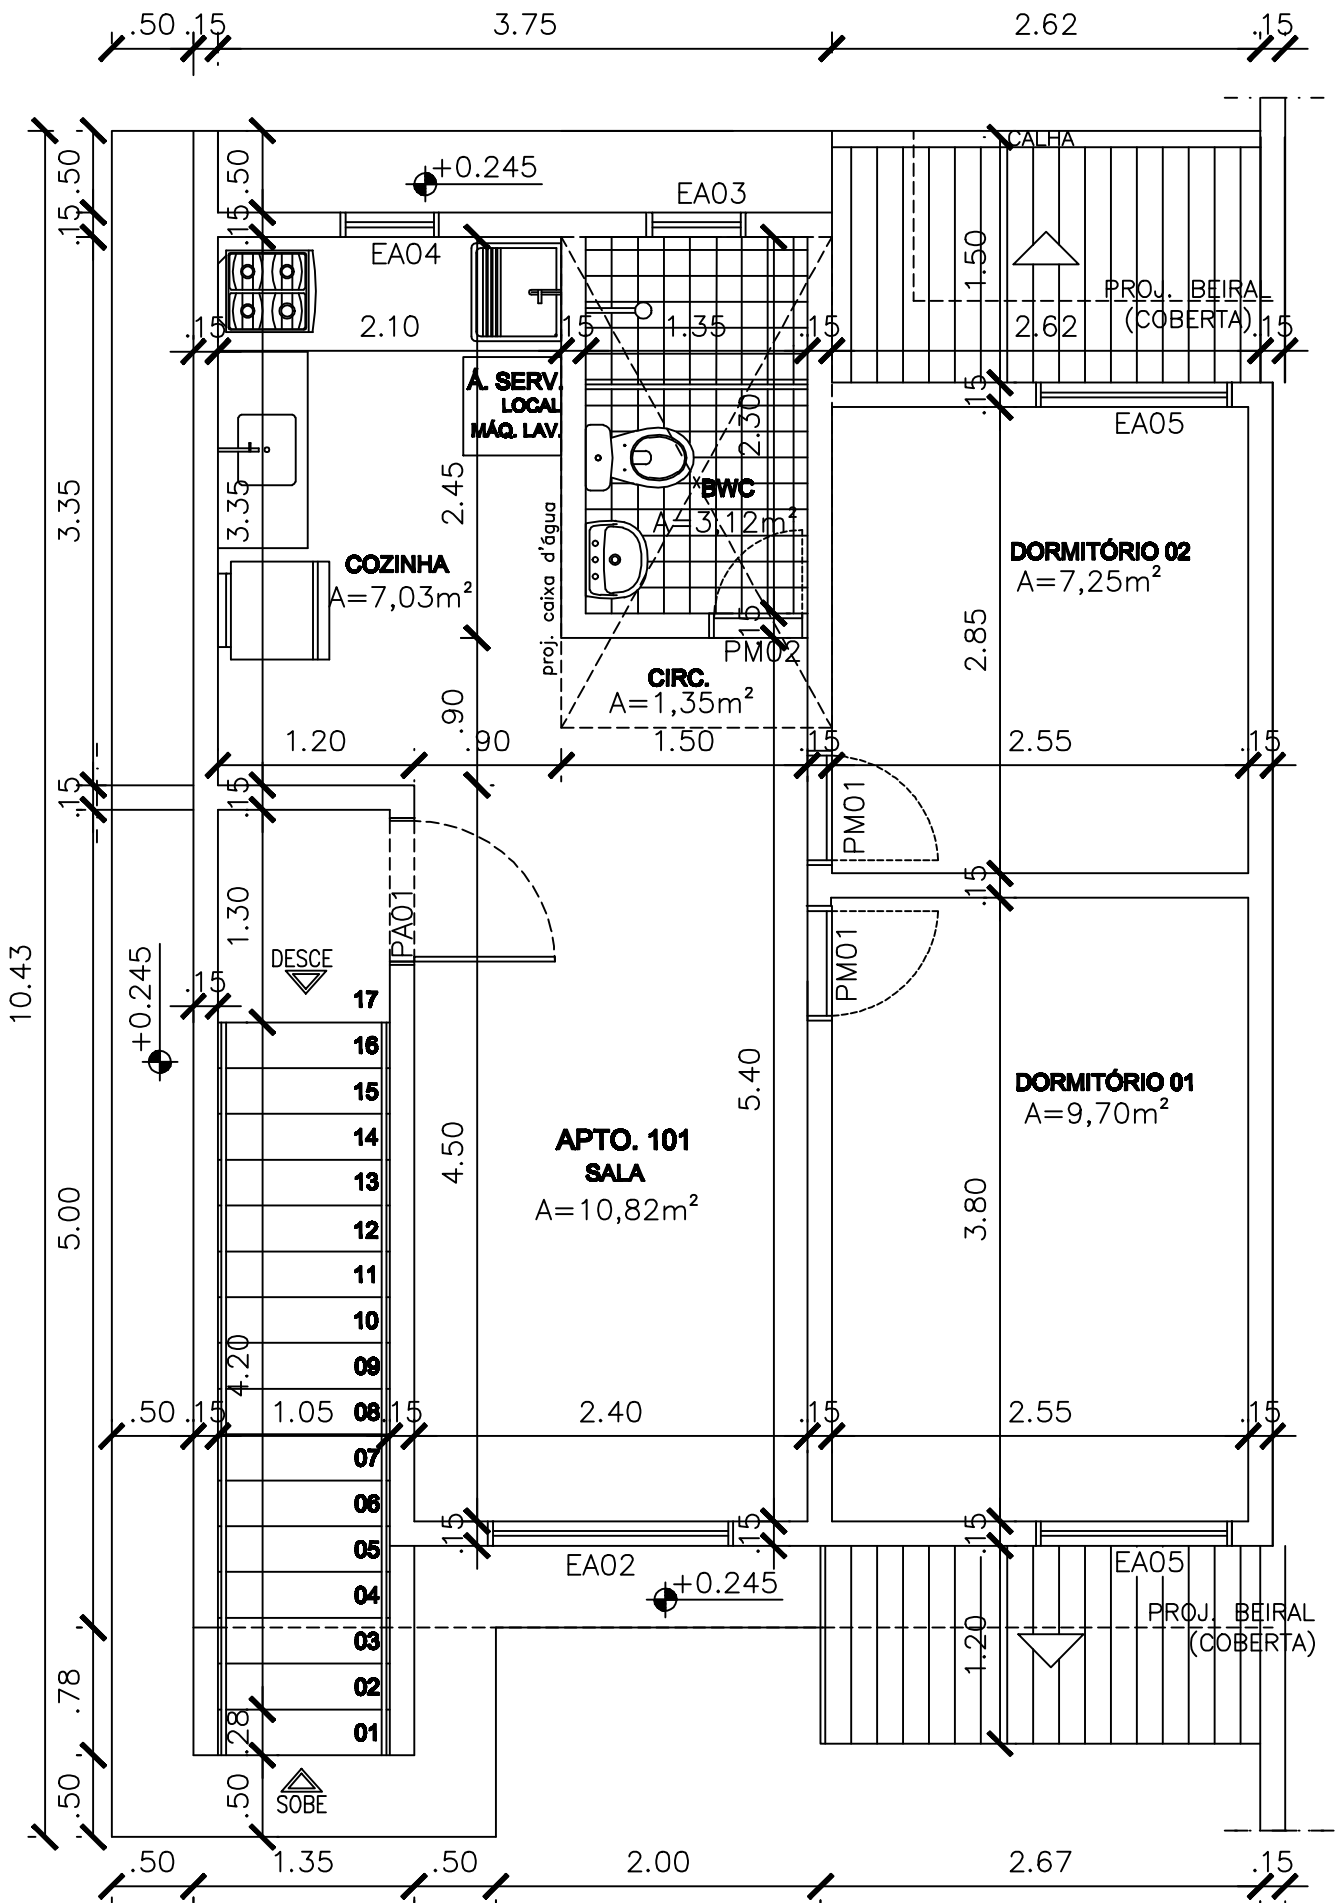 .50 .15 3.75 2.62 .15
CALHA
.50 .50 +0.245
EA03
.15 .15 EA04
1.50
PROJ. BEIRAL
(COBERTA)
.15 2.10 .15 1.35 .15 2.62 .15
Á. SERV.
LOCAL
MÁQ. LAV.
.15
EA05
2.30
3.35 3.35 2.45
BWC
A=3,12m²
proj. caixa d'água
COZINHA
A=7,03m²
DORMITÓRIO 02
A=7,25m²
2.85
.15
PM02
CIRC.
A=1,35m²
.90
1.20 .90 1.50 .15 2.55 .15
.15 .15
PM01
.15
1.30
PA01
PM01
DESCE
10.43
+0.245
.15
17
16
15
14
13
12
11
10
09
08
07
06
05
04
03
02
01
5.40
DORMITÓRIO 01
A=9,70m²
APTO. 101
SALA
A=10,82m²
4.50
5.00
3.80
4.20
.50 .15 1.05 .15 2.40 .15 2.55 .15
.15 .15 .15
EA02
EA05
+0.245
PROJ. BEIRAL
(COBERTA)
1.20
.78 .28
.50 .50
SOBE
.50 1.35 .50 2.00 2.67 .15